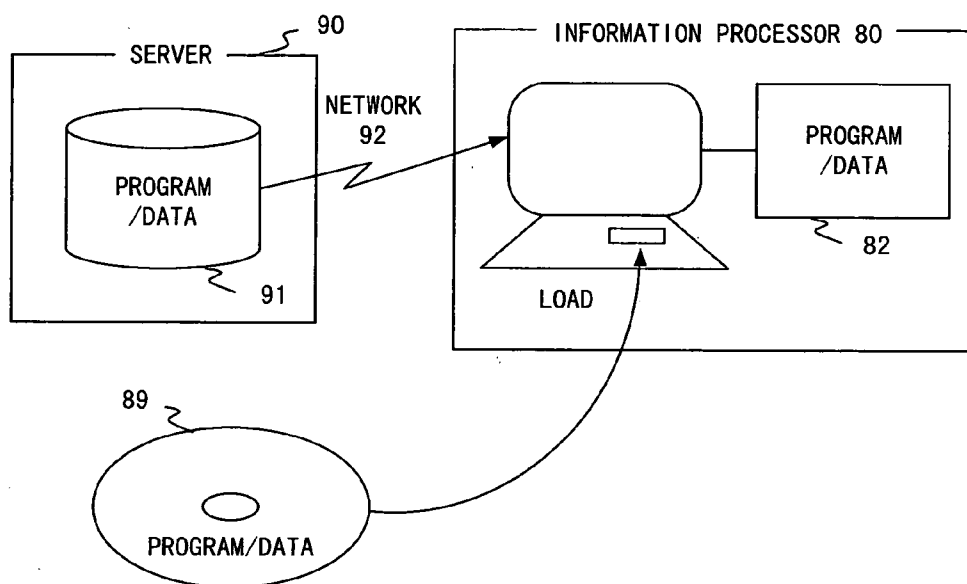 90
SERVER
INFORMATION PROCESSOR 80
NETWORK
92
PROGRAM
/DATA
PROGRAM
/DATA
82
91
LOAD
89
PROGRAM/DATA